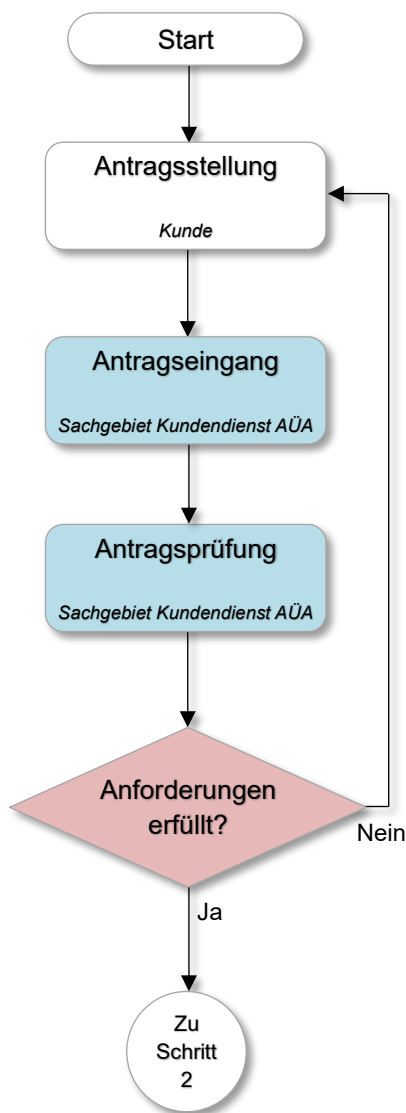 Start
Antragsstellung
Kunde
Antragseingang
Sachgebiet Kundendienst AÜA
Antragsprüfung
Sachgebiet Kundendienst AÜA
Anforderungen
erfüllt?
Nein
Ja
Zu
Schritt
2